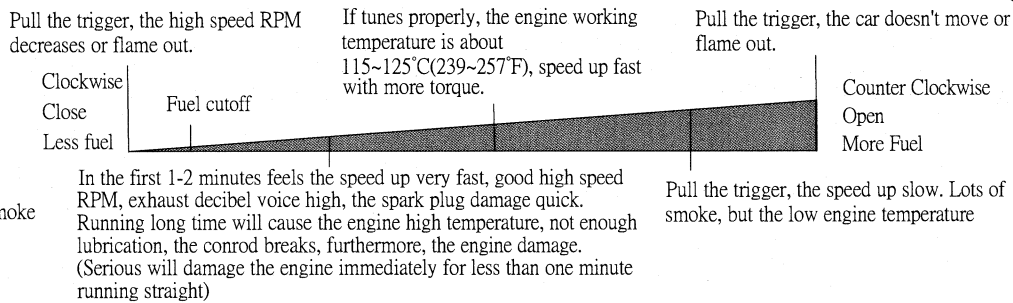 Pull the trigger, the high speed RPM
decreases or flame out.
If tunes properly, the engine working
temperature is about
115~125°C(239~257°F), speed up fast
with more torque.
Pull the trigger, the car doesn't move or
flame out.
Clockwise
Close
Less fuel
Fuel cutoff
Counter Clockwise
Open
More Fuel
In the first 1-2 minutes feels the speed up very fast, good high speed
RPM, exhaust decibel voice high, the spark plug damage quick.
Running long time will cause the engine high temperature, not enough
lubrication, the conrod breaks, furthermore, the engine damage.
(Serious will damage the engine immediately for less than one minute
running straight)
Pull the trigger, the speed up slow. Lots of
smoke, but the low engine temperature